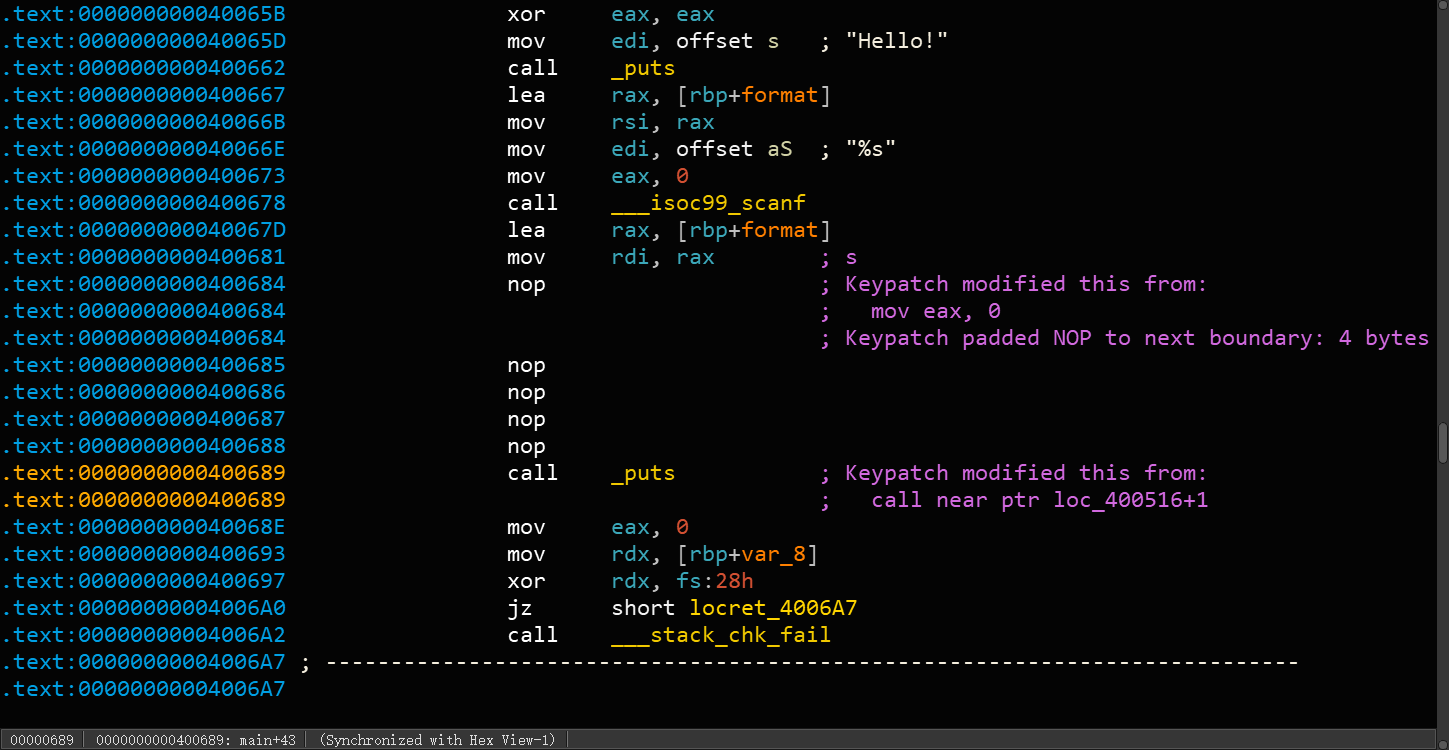 .text:000000000040065B xor eax, eax
.text:000000000040065D mov edi, offset s ; "Hello!"
.text:0000000000400662 call _puts
.text:0000000000400667 lea rax, [rbp+format]
.text:000000000040066B mov rsi, rax
.text:000000000040066E mov edi, offset aS ; "%s"
.text:0000000000400673 mov eax, 0
.text:0000000000400678 call ___isoc99_scanf
.text:000000000040067D lea rax, [rbp+format]
.text:0000000000400681 mov rdi, rax ; s
.text:0000000000400684 nop ; Keypatch modified this from:
.text:0000000000400684 ; mov eax, 0
.text:0000000000400684 ; Keypatch padded NOP to next boundary: 4 bytes
.text:0000000000400685 nop
.text:0000000000400686 nop
.text:0000000000400687 nop
.text:0000000000400688 nop
.text:0000000000400689 call _puts ; Keypatch modified this from:
.text:0000000000400689 ; call near ptr loc_400516+1
.text:000000000040068E mov eax, 0
.text:0000000000400693 mov rdx, [rbp+var_8]
.text:0000000000400697 xor rdx, fs:28h
.text:00000000004006A0 jz short locret_4006A7
.text:00000000004006A2 call ___stack_chk_fail
.text:00000000004006A7 ; ---------------------------------------------------------------------------
.text:00000000004006A7
00000689 0000000000400689: main+43 (Synchronized with Hex View-1)